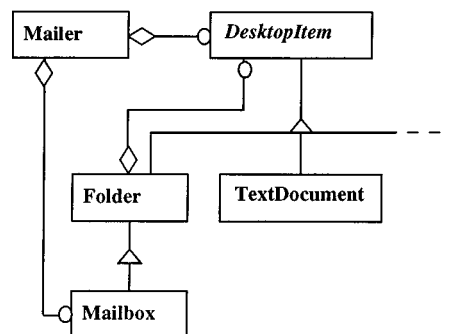 Mailer
DesktopItem
Folder
TextDocument
Mailbox